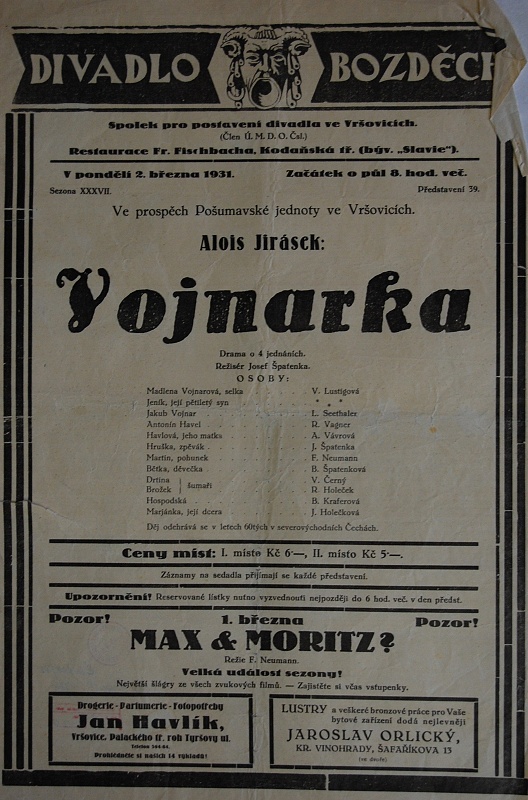 DIVADLO BOZDĚCH
Spolek pro postavení divadla ve Vršovicích.
(Člen Ú. M. D. O. Čsl.)
Restaurace Fr. Fischbacha, Kodaňská tř. (býv. „Slavie").
V pondělí 2. března 1931. Začátek o půl 8. hod. več.
Sezona XXXVII. Představení 39.
Ve prospěch Pošumavské jednoty ve Vršovicích.
Alois Jirásek:
Vojnarka
Drama o 4 jednáních.
Režisér Josef Špatenka.
OSOBY:
Madlena Vojnarová, selka . . . V. Lustigová
Jeník, její pětiletý syn . . . * * *
Jakub Vojnar . . . L. Seethaler
Antonín Havel . . . R. Vagner
Havlová, jeho matka . . . A. Vávrová
Hruška, zpěvák . . . J. Špatenka
Martin, pohunek . . . F. Neumann
Bětka, děvečka . . . B. Špatenková
Drtina } šumaři . . . V. Černý
Brožek } šumaři . . . R. Holeček
Hospodská . . . B. Kraferová
Marjánka, její dcera . . . J. Holečková
Děj odehrává se v letech 60tých v severovýchodních Čechách.
Ceny míst: I. místo Kč 6·—, II. místo Kč 5·—.
Záznamy na sedadla přijímají se každé představení.
Upozornění! Reservované lístky nutno vyzvednouti nejpozději do 6 hod. več. v den předst.
Pozor! 1. března Pozor!
MAX & MORITZ?
Režie F. Neumann.
Velká událost sezony!
Největší šlágry ze všech zvukových filmů. — Zajistěte si včas vstupenky.
Drogerie - Parfumerie - Fotopotřeby
Jan Havlík,
Vršovice, Palackého tř. roh Tyršovy ul.
Telefon 544-64.
Prohlédněte si našich 14 výkladů!
LUSTRY a veškeré bronzové práce pro Vaše
bytové zařízení dodá nejlevněji
JAROSLAV ORLICKÝ,
KR. VINOHRADY, ŠAFAŘÍKOVA 13
(ve dvoře)